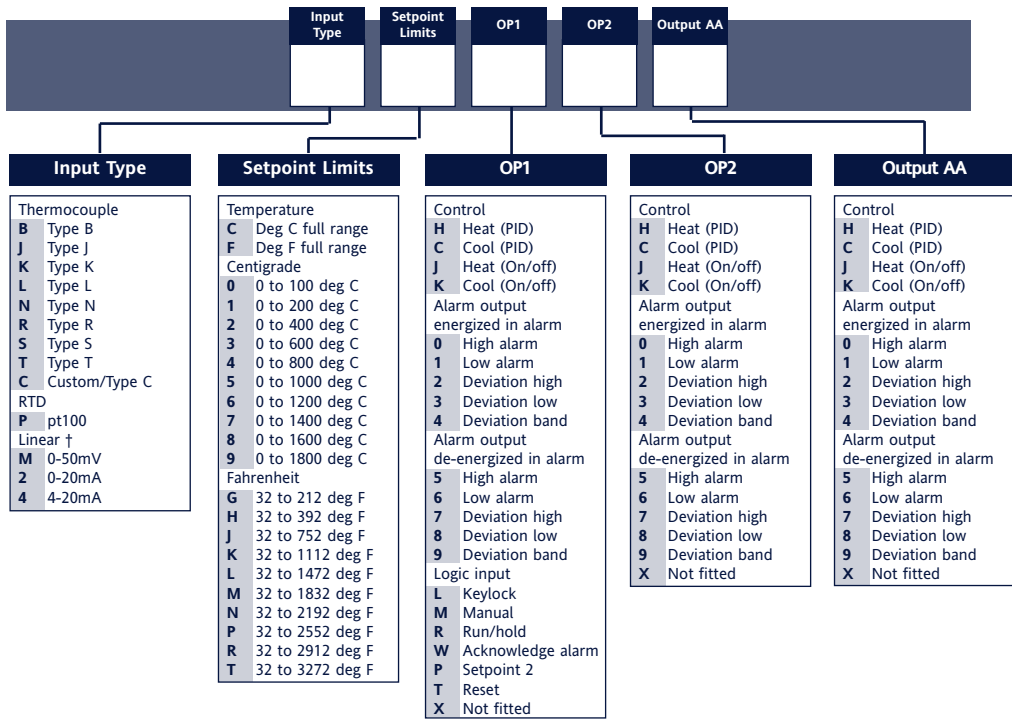 Input
Type
Setpoint
Limits
OP1
OP2
Output AA
Input Type
Thermocouple
B Type B
J Type J
K Type K
L Type L
N Type N
R Type R
S Type S
T Type T
C Custom/Type C
RTD
P pt100
Linear †
M 0-50mV
2 0-20mA
4 4-20mA
Setpoint Limits
Temperature
C Deg C full range
F Deg F full range
Centigrade
0 0 to 100 deg C
1 0 to 200 deg C
2 0 to 400 deg C
3 0 to 600 deg C
4 0 to 800 deg C
5 0 to 1000 deg C
6 0 to 1200 deg C
7 0 to 1400 deg C
8 0 to 1600 deg C
9 0 to 1800 deg C
Fahrenheit
G 32 to 212 deg F
H 32 to 392 deg F
J 32 to 752 deg F
K 32 to 1112 deg F
L 32 to 1472 deg F
M 32 to 1832 deg F
N 32 to 2192 deg F
P 32 to 2552 deg F
R 32 to 2912 deg F
T 32 to 3272 deg F
OP1
Control
H Heat (PID)
C Cool (PID)
J Heat (On/off)
K Cool (On/off)
Alarm output
energized in alarm
0 High alarm
1 Low alarm
2 Deviation high
3 Deviation low
4 Deviation band
Alarm output
de-energized in alarm
5 High alarm
6 Low alarm
7 Deviation high
8 Deviation low
9 Deviation band
Logic input
L Keylock
M Manual
R Run/hold
W Acknowledge alarm
P Setpoint 2
T Reset
X Not fitted
OP2
Control
H Heat (PID)
C Cool (PID)
J Heat (On/off)
K Cool (On/off)
Alarm output
energized in alarm
0 High alarm
1 Low alarm
2 Deviation high
3 Deviation low
4 Deviation band
Alarm output
de-energized in alarm
5 High alarm
6 Low alarm
7 Deviation high
8 Deviation low
9 Deviation band
X Not fitted
Output AA
Control
H Heat (PID)
C Cool (PID)
J Heat (On/off)
K Cool (On/off)
Alarm output
energized in alarm
0 High alarm
1 Low alarm
2 Deviation high
3 Deviation low
4 Deviation band
Alarm output
de-energized in alarm
5 High alarm
6 Low alarm
7 Deviation high
8 Deviation low
9 Deviation band
X Not fitted